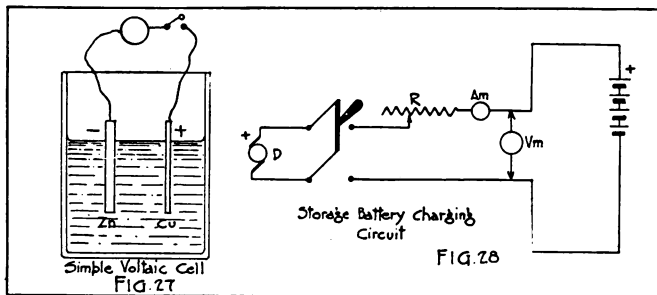 - +
Zn Cu
Simple Voltaic Cell
FIG.27
+ D
R
Am
Vm
+
Storage Battery Charging
Circuit
FIG.28